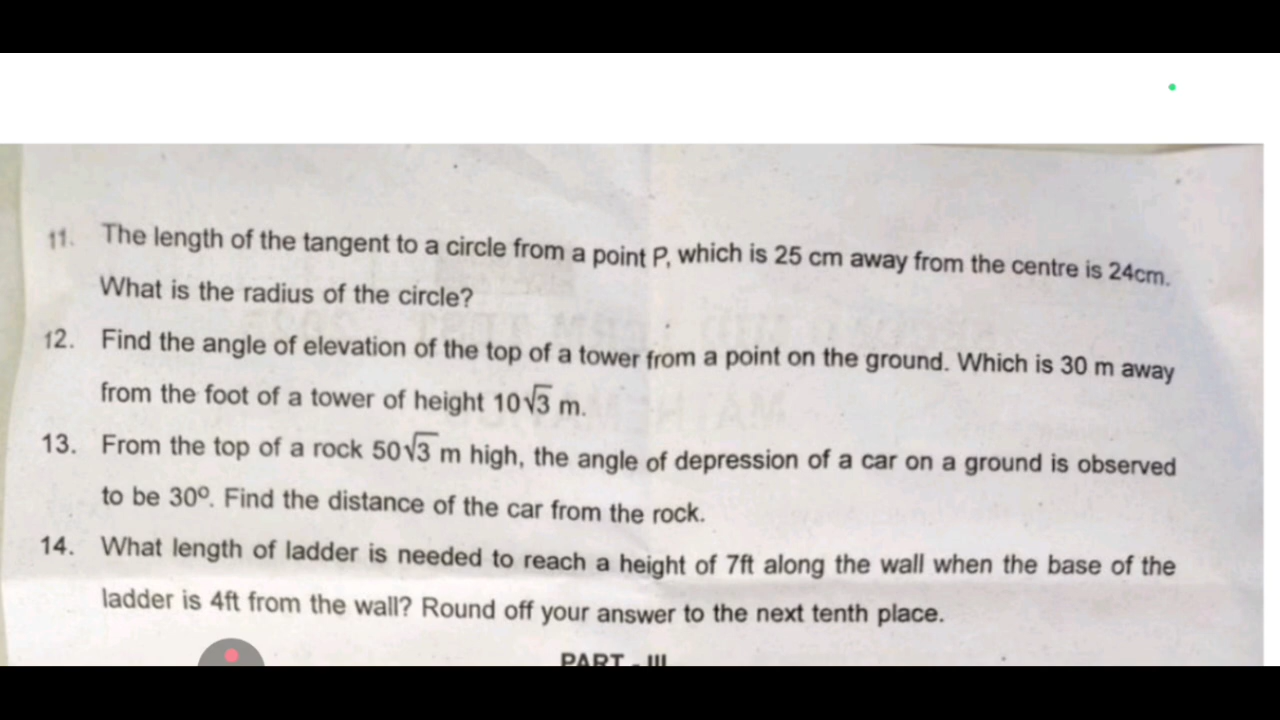 11. The length of the tangent to a circle from a point P, which is 25 cm away from the centre is 24cm.
What is the radius of the circle?
12. Find the angle of elevation of the top of a tower from a point on the ground. Which is 30 m away
from the foot of a tower of height 10√3 m.
13. From the top of a rock 50√3 m high, the angle of depression of a car on a ground is observed
to be 30º. Find the distance of the car from the rock.
14. What length of ladder is needed to reach a height of 7ft along the wall when the base of the
ladder is 4ft from the wall? Round off your answer to the next tenth place.
PART - III